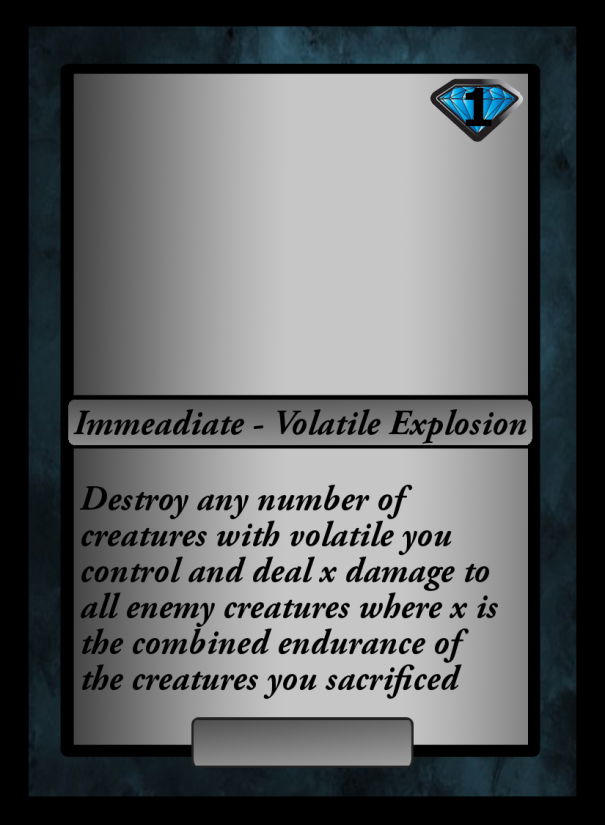 1
Immeadiate - Volatile Explosion
Destroy any number of
creatures with volatile you
control and deal x damage to
all enemy creatures where x is
the combined endurance of
the creatures you sacrificed